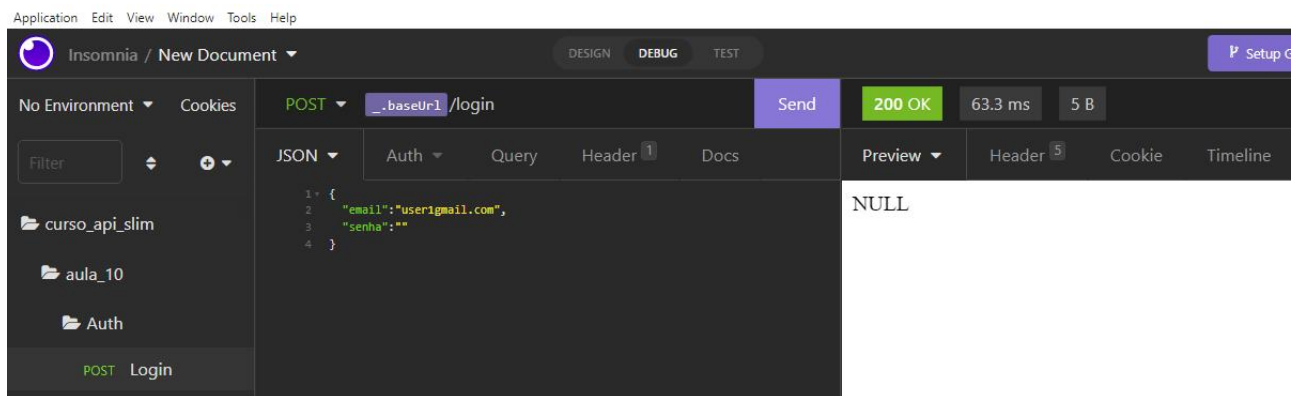 Application Edit View Window Tools Help
Insomnia / New Document
DESIGN DEBUG TEST
Setup G
No Environment Cookies
POST _.baseUrl /login
Send
200 OK 63.3 ms 5 B
Filter
JSON Auth Query Header 1 Docs
Preview Header 5 Cookie Timeline
1 {
2 "email":"user1gmail.com",
3 "senha":""
4 }
NULL
curso_api_slim
aula_10
Auth
POST Login